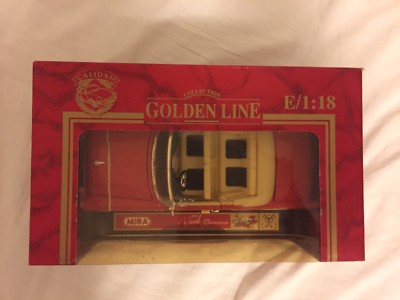 CALIDAD
COLLECTION
GOLDEN LINE
E/1:18
MIRA